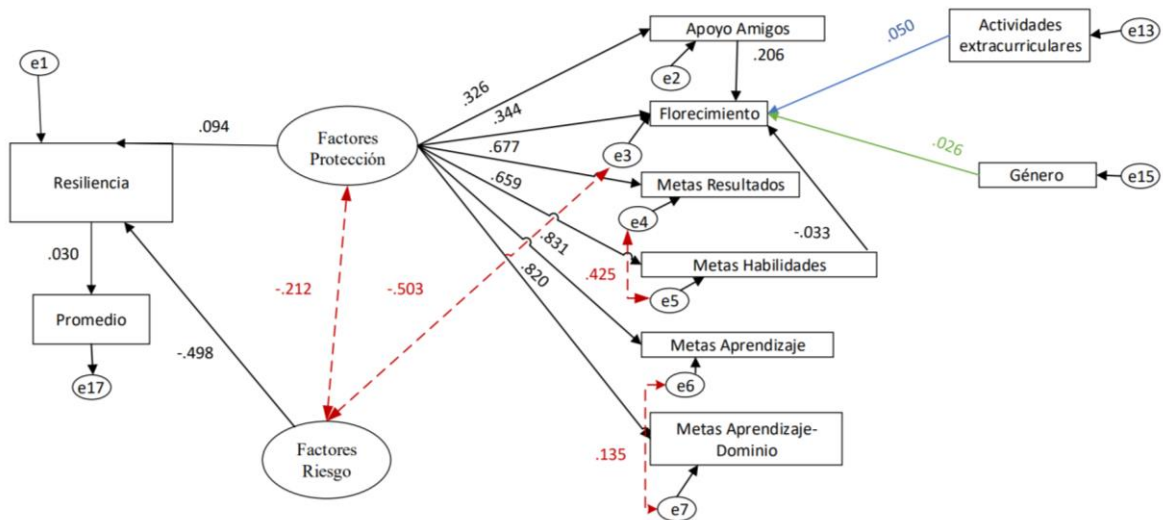 Apoyo Amigos
Actividades
extracurriculares
e13
e1
e2
.206
.050
.326
Florecimiento
.344
.094
Factores
Protección
e3
.026
.677
Género
e15
Resiliencia
Metas Resultados
.659
e4
-.033
.831
.030
.820
Metas Habilidades
.425
-.212
-.503
e5
Promedio
Metas Aprendizaje
-.498
e17
e6
Metas Aprendizaje-
Dominio
Factores
Riesgo
.135
e7